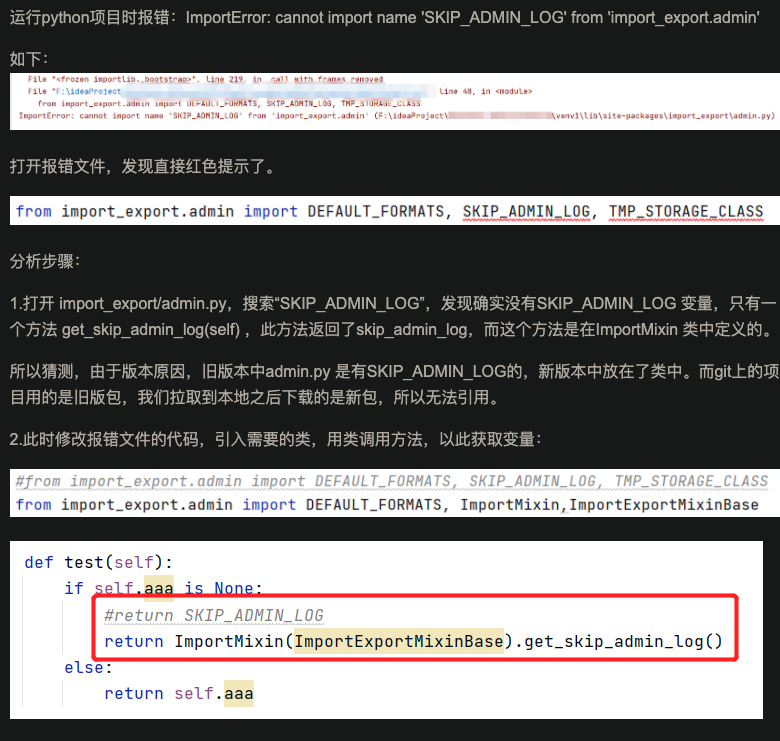 运行python项目时报错：ImportError: cannot import name 'SKIP_ADMIN_LOG' from 'import_export.admin'
如下：
File "<frozen importlib._bootstrap>", line 219, in _call_with_frames_removed
File "F:\ideaProject line 48, in <module>
from import_export.admin import DEFAULT_FORMATS, SKIP_ADMIN_LOG, TMP_STORAGE_CLASS
ImportError: cannot import name 'SKIP_ADMIN_LOG' from 'import_export.admin' (F:\ideaProject\ \venv1\lib\site-packages\import_export\admin.py)
打开报错文件，发现直接红色提示了。
from import_export.admin import DEFAULT_FORMATS, SKIP_ADMIN_LOG, TMP_STORAGE_CLASS
分析步骤：
1.打开 import_export/admin.py，搜索“SKIP_ADMIN_LOG”，发现确实没有SKIP_ADMIN_LOG 变量，只有一
个方法 get_skip_admin_log(self) ，此方法返回了skip_admin_log，而这个方法是在ImportMixin 类中定义的。
所以猜测，由于版本原因，旧版本中admin.py 是有SKIP_ADMIN_LOG的，新版本中放在了类中。而git上的项
目用的是旧版包，我们拉取到本地之后下载的是新包，所以无法引用。
2.此时修改报错文件的代码，引入需要的类，用类调用方法，以此获取变量：
#from import_export.admin import DEFAULT_FORMATS, SKIP_ADMIN_LOG, TMP_STORAGE_CLASS
from import_export.admin import DEFAULT_FORMATS, ImportMixin,ImportExportMixinBase
def test(self):
if self.aaa is None:
#return SKIP_ADMIN_LOG
return ImportMixin(ImportExportMixinBase).get_skip_admin_log()
else:
return self.aaa